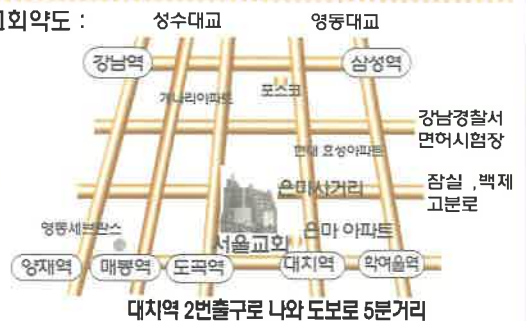 회약도 :
성수대교 영동대교
강남역 삼성역
개나리아파트 포스코
강남경찰서
면허시험장
현대 효성아파트
은마사거리
잠실 ,백제
고분로
영동세브란스
은마 아파트
서울교회
양재역 매봉역 도곡역 대치역 학여울역
대치역 2번출구로 나와 도보로 5분거리